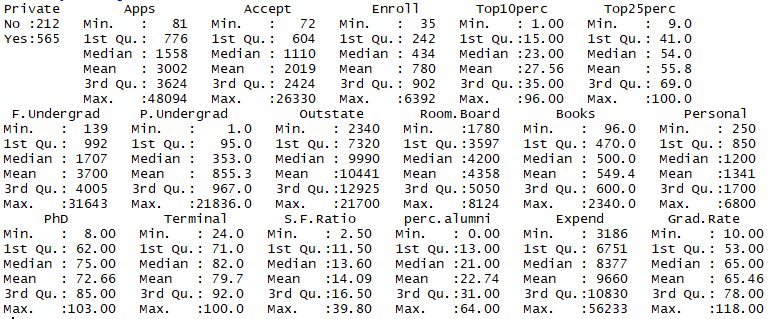 Private Apps Accept Enroll Top10perc Top25perc
No :212 Min. : 81 Min. : 72 Min. : 35 Min. : 1.00 Min. : 9.0
Yes:565 1st Qu.: 776 1st Qu.: 604 1st Qu.: 242 1st Qu.:15.00 1st Qu.: 41.0
Median : 1558 Median : 1110 Median : 434 Median :23.00 Median : 54.0
Mean : 3002 Mean : 2019 Mean : 780 Mean :27.56 Mean : 55.8
3rd Qu.: 3624 3rd Qu.: 2424 3rd Qu.: 902 3rd Qu.:35.00 3rd Qu.: 69.0
Max. :48094 Max. :26330 Max. :6392 Max. :96.00 Max. :100.0
F.Undergrad P.Undergrad Outstate Room.Board Books Personal
Min. : 139 Min. : 1.0 Min. : 2340 Min. :1780 Min. : 96.0 Min. : 250
1st Qu.: 992 1st Qu.: 95.0 1st Qu.: 7320 1st Qu.:3597 1st Qu.: 470.0 1st Qu.: 850
Median : 1707 Median : 353.0 Median : 9990 Median :4200 Median : 500.0 Median :1200
Mean : 3700 Mean : 855.3 Mean :10441 Mean :4358 Mean : 549.4 Mean :1341
3rd Qu.: 4005 3rd Qu.: 967.0 3rd Qu.:12925 3rd Qu.:5050 3rd Qu.: 600.0 3rd Qu.:1700
Max. :31643 Max. :21836.0 Max. :21700 Max. :8124 Max. :2340.0 Max. :6800
PhD Terminal S.F.Ratio perc.alumni Expend Grad.Rate
Min. : 8.00 Min. : 24.0 Min. : 2.50 Min. : 0.00 Min. : 3186 Min. : 10.00
1st Qu.: 62.00 1st Qu.: 71.0 1st Qu.:11.50 1st Qu.:13.00 1st Qu.: 6751 1st Qu.: 53.00
Median : 75.00 Median : 82.0 Median :13.60 Median :21.00 Median : 8377 Median : 65.00
Mean : 72.66 Mean : 79.7 Mean :14.09 Mean :22.74 Mean : 9660 Mean : 65.46
3rd Qu.: 85.00 3rd Qu.: 92.0 3rd Qu.:16.50 3rd Qu.:31.00 3rd Qu.:10830 3rd Qu.: 78.00
Max. :103.00 Max. :100.0 Max. :39.80 Max. :64.00 Max. :56233 Max. :118.00